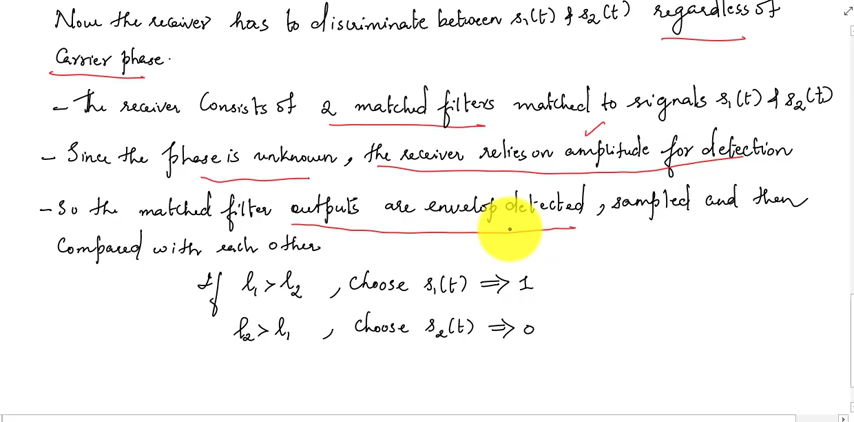 Now the receiver has to discriminate between s₁(t) & s₂(t) regardless of
Carrier phase.
- The receiver Consists of 2 matched filters matched to signals s₁(t) & s₂(t)
- Since the phase is unknown, the receiver relies on amplitude for detection
- So the matched filter outputs are envelop detected, sampled and then
Compared with each other
If l₁ > l₂ , choose s₁(t) ⇒ 1
l₂ > l₁ , choose s₂(t) ⇒ 0